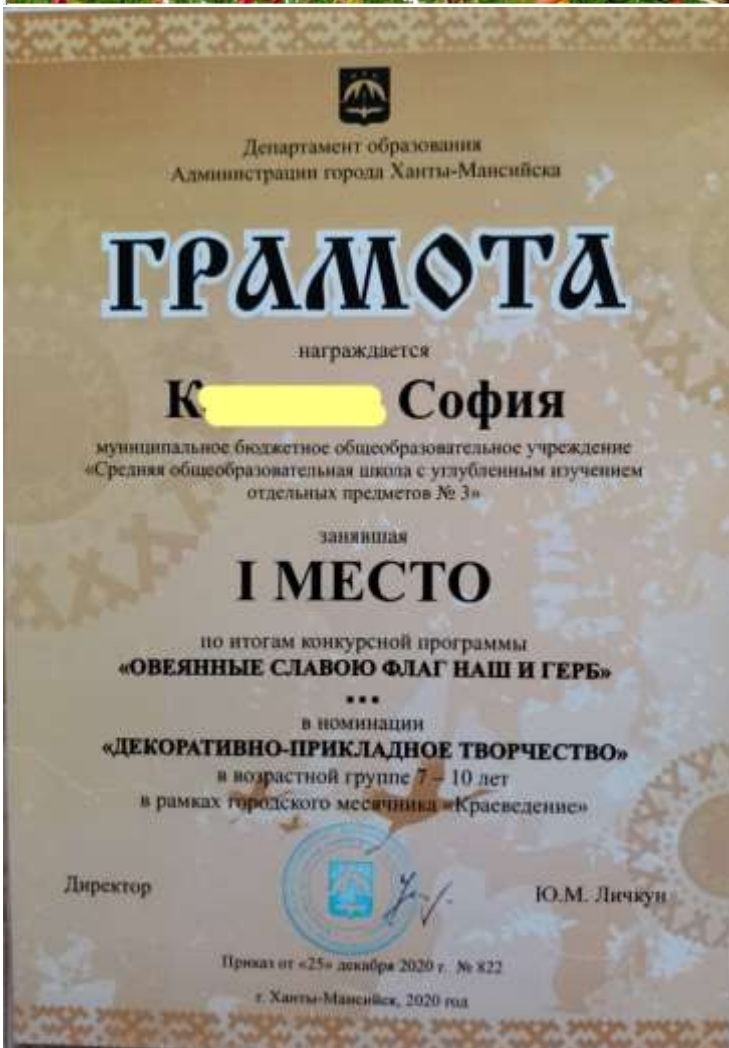 Департамент образования
Администрации города Ханты-Мансийска
ГРАМОТА
награждается
К София
муниципальное бюджетное общеобразовательное учреждение
«Средняя общеобразовательная школа с углубленным изучением
отдельных предметов № 3»
занявшая
I МЕСТО
по итогам конкурсной программы
«ОВЕЯННЫЕ СЛАВОЮ ФЛАГ НАШ И ГЕРБ»
•••
в номинации
«ДЕКОРАТИВНО-ПРИКЛАДНОЕ ТВОРЧЕСТВО»
в возрастной группе 7 – 10 лет
в рамках городского месячника «Краеведение»
Директор
Ю.М. Личкун
Приказ от «25» декабря 2020 г. № 822
г. Ханты-Мансийск, 2020 год